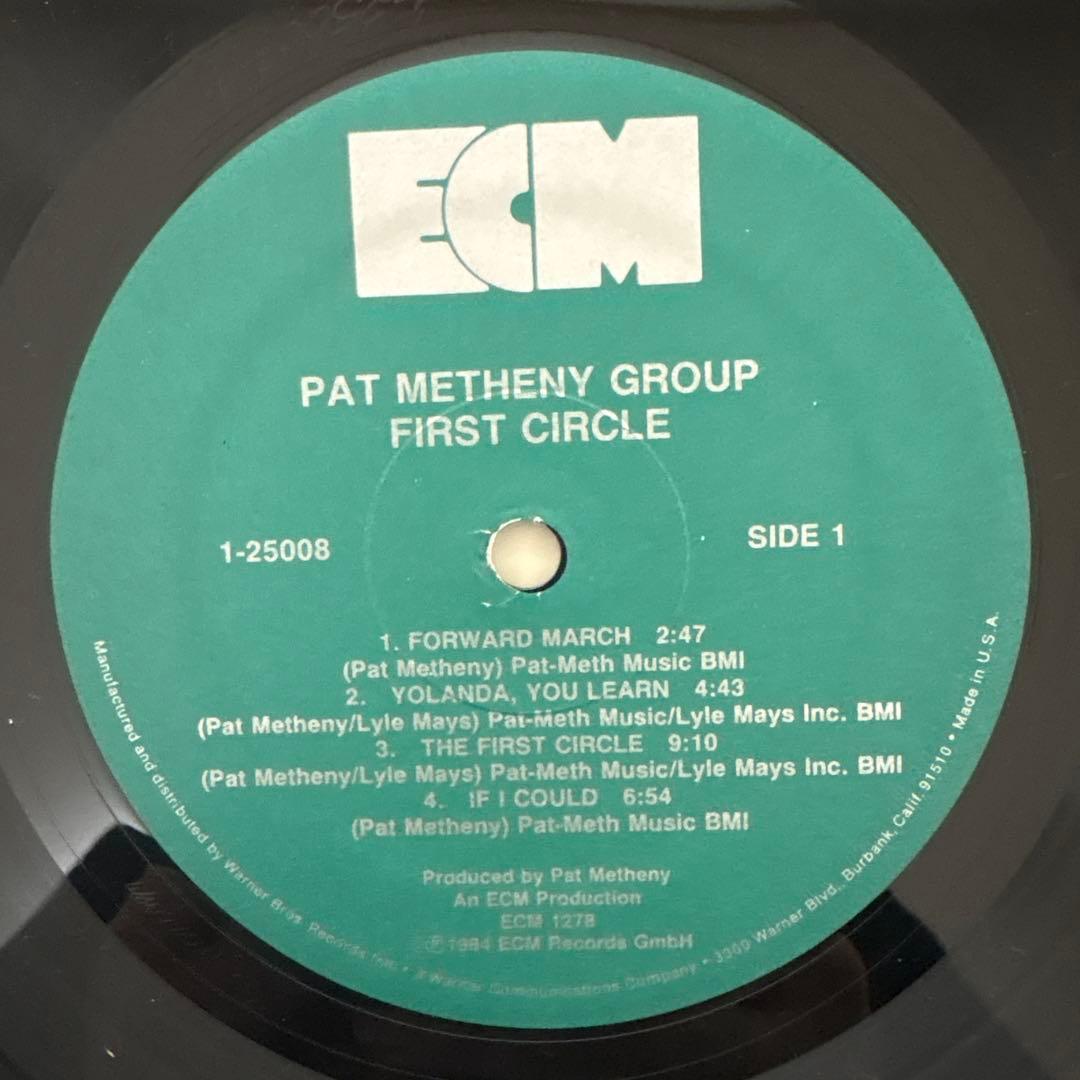 ECM
PAT METHENY GROUP
FIRST CIRCLE
1-25008
SIDE 1
1. FORWARD MARCH 2:47
(Pat Metheny) Pat-Meth Music BMI
2. YOLANDA, YOU LEARN 4:43
(Pat Metheny/Lyle Mays) Pat-Meth Music/Lyle Mays Inc. BMI
3. THE FIRST CIRCLE 9:10
(Pat Metheny/Lyle Mays) Pat-Meth Music/Lyle Mays Inc. BMI
4. IF I COULD 6:54
(Pat Metheny) Pat-Meth Music BMI
Produced by Pat Metheny
An ECM Production
ECM 1278
℗ 1984 ECM Records GmbH
Manufactured and distributed by Warner Bros. Records Inc. • a Warner Communications Company • 3300 Warner Blvd., Burbank, Calif. 91510 • Made in U.S.A.